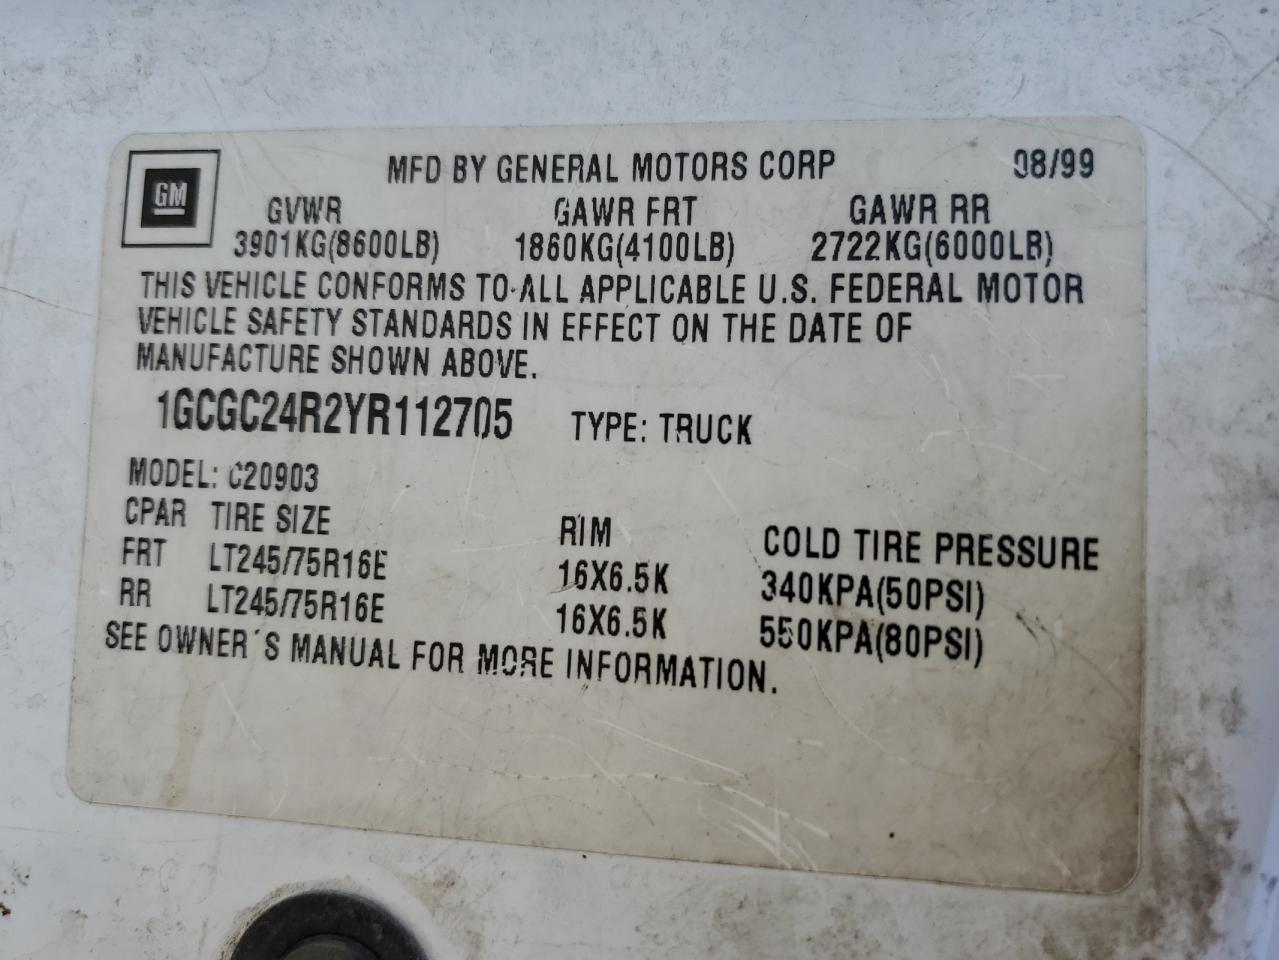 GM
MFD BY GENERAL MOTORS CORP 08/99
GVWR GAWR FRT GAWR RR
3901KG(8600LB) 1860KG(4100LB) 2722KG(6000LB)
THIS VEHICLE CONFORMS TO ALL APPLICABLE U.S. FEDERAL MOTOR
VEHICLE SAFETY STANDARDS IN EFFECT ON THE DATE OF
MANUFACTURE SHOWN ABOVE.
1GCGC24R2YR112705 TYPE: TRUCK
MODEL: C20903
CPAR TIRE SIZE RIM COLD TIRE PRESSURE
FRT LT245/75R16E 16X6.5K 340KPA(50PSI)
RR LT245/75R16E 16X6.5K 550KPA(80PSI)
SEE OWNER´S MANUAL FOR MORE INFORMATION.